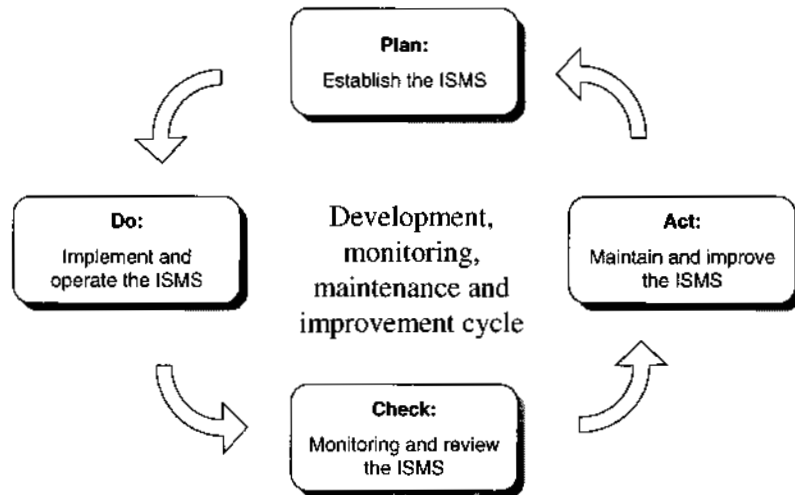 Plan:
Establish the ISMS
Do:
Implement and
operate the ISMS
Development,
monitoring,
maintenance and
improvement cycle
Act:
Maintain and improve
the ISMS
Check:
Monitoring and review
the ISMS